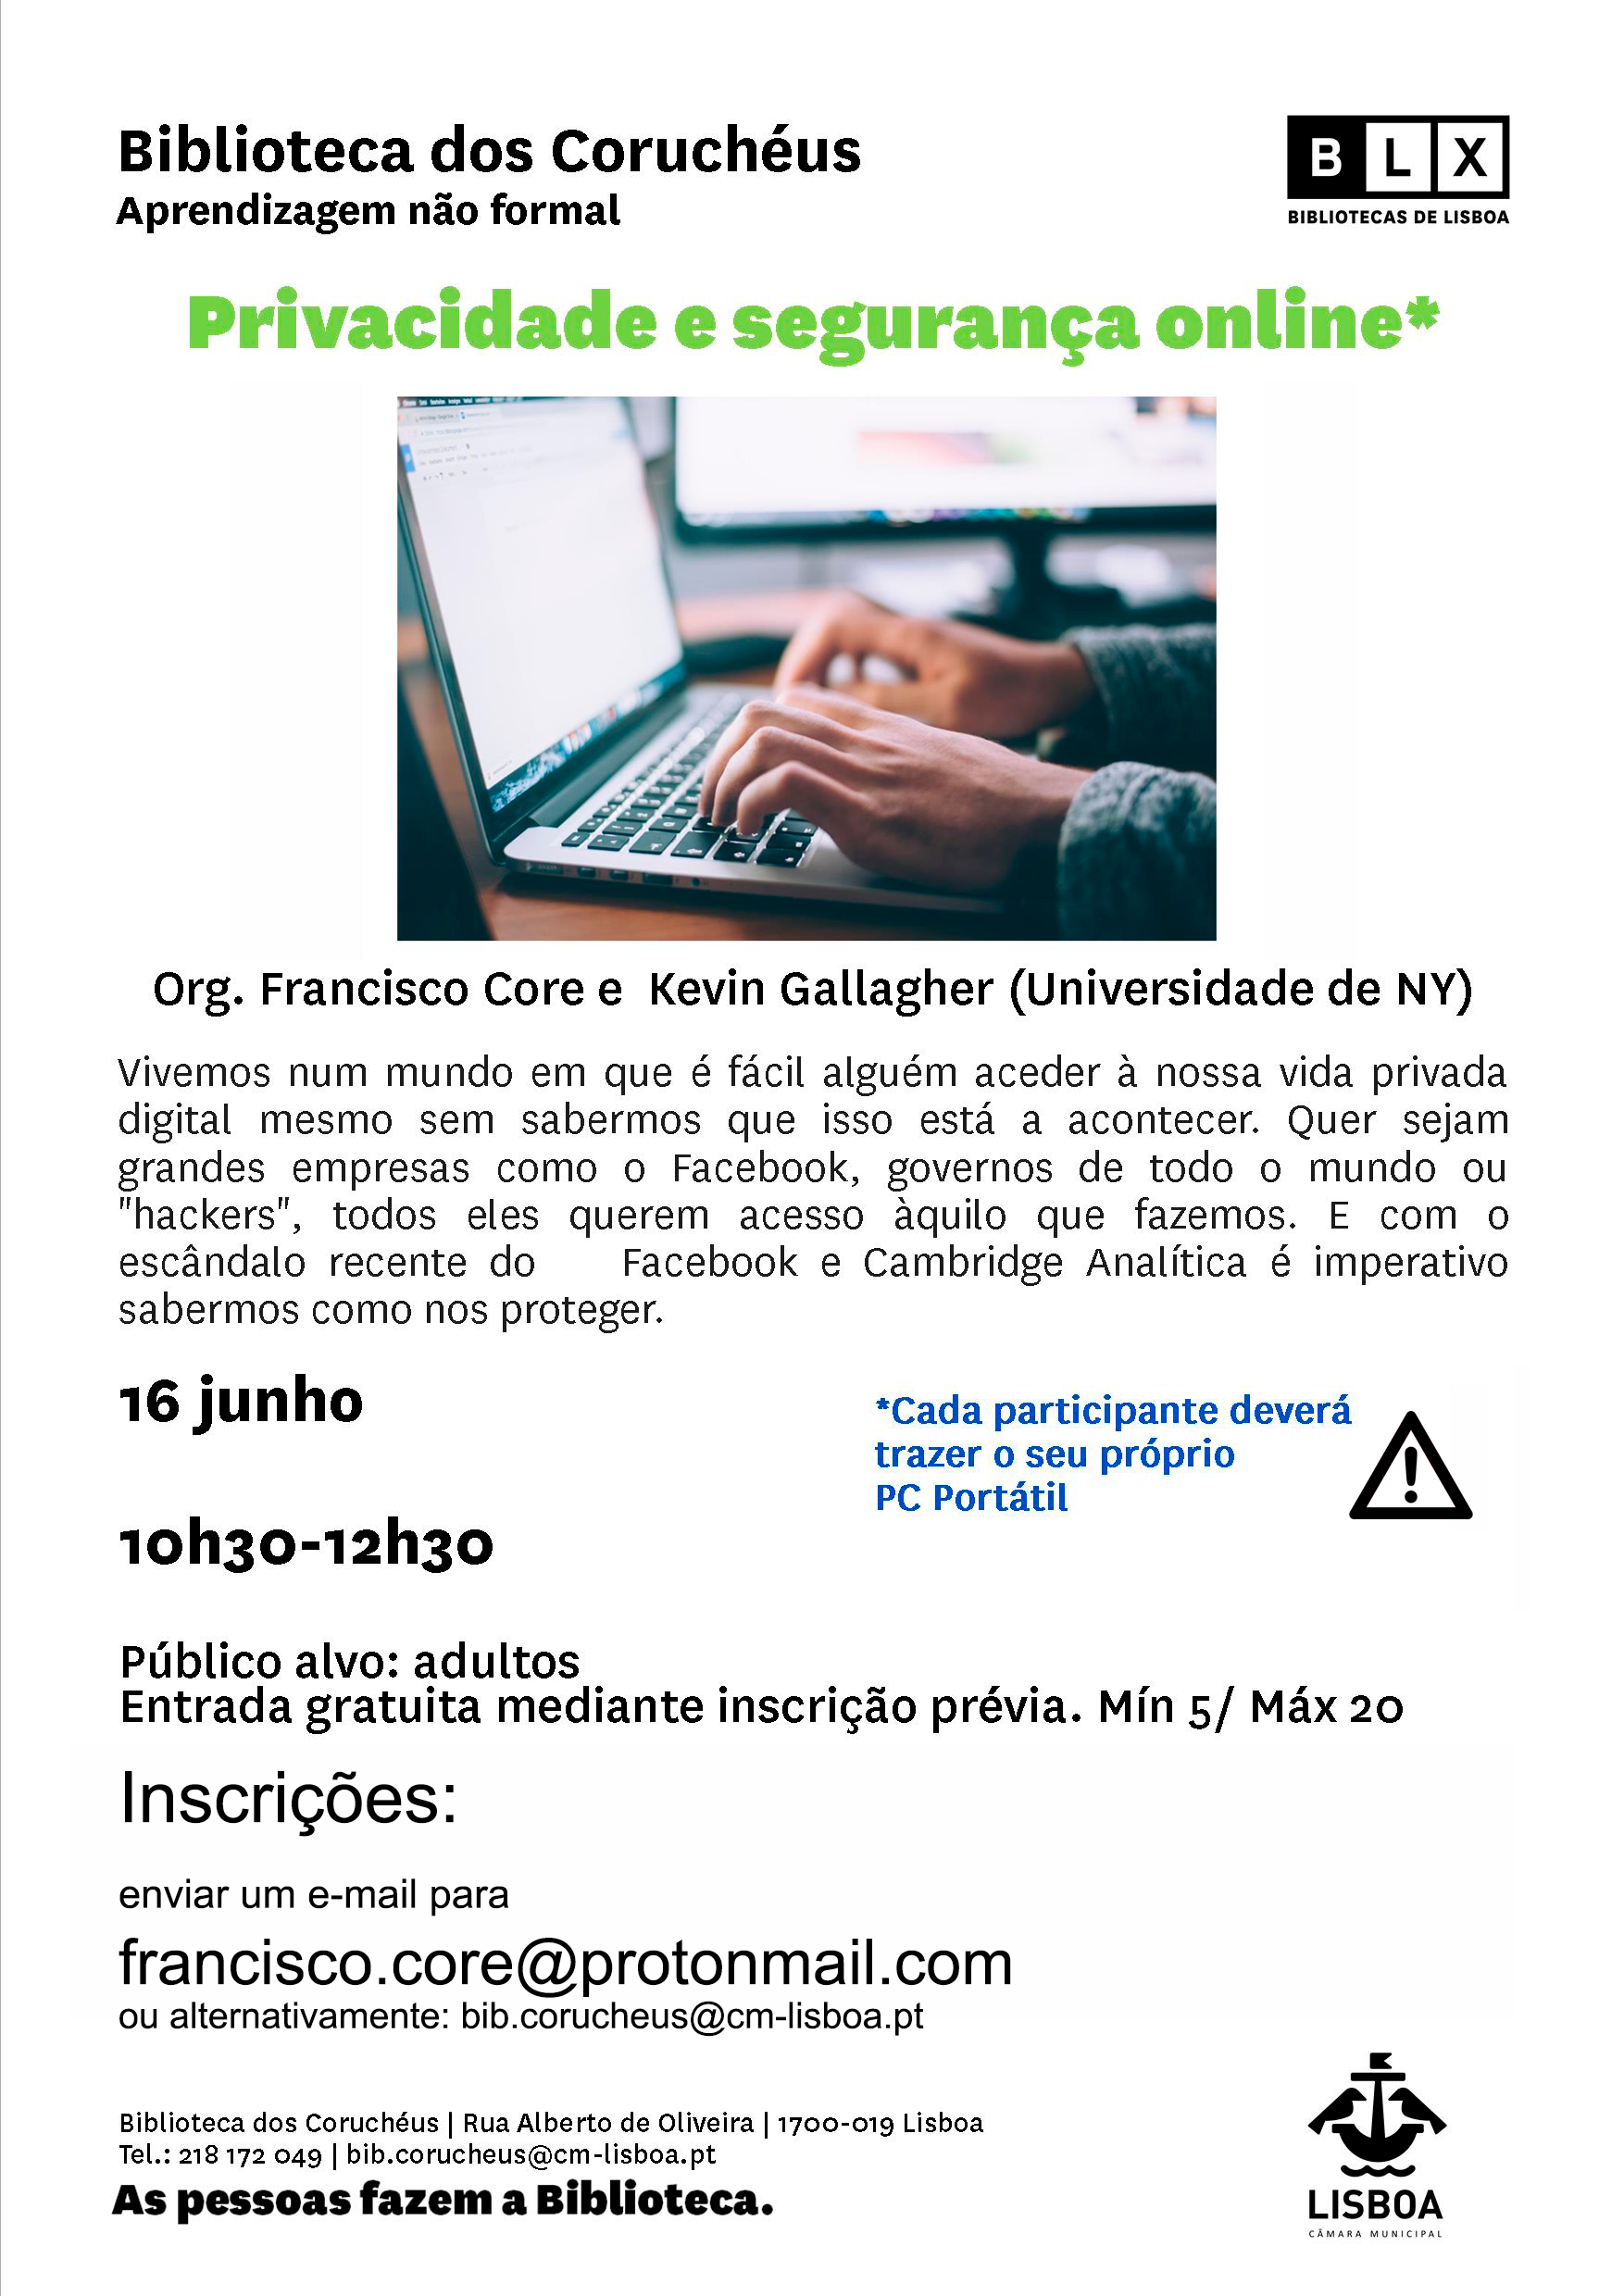 Biblioteca dos Coruchéus
Aprendizagem não formal
B L X
BIBLIOTECAS DE LISBOA
Privacidade e segurança online*
Org. Francisco Core e Kevin Gallagher (Universidade de NY)
Vivemos num mundo em que é fácil alguém aceder à nossa vida privada
digital mesmo sem sabermos que isso está a acontecer. Quer sejam
grandes empresas como o Facebook, governos de todo o mundo ou
"hackers", todos eles querem acesso àquilo que fazemos. E com o
escândalo recente do Facebook e Cambridge Analítica é imperativo
sabermos como nos proteger.
16 junho
*Cada participante deverá
trazer o seu próprio
PC Portátil
10h30-12h30
Público alvo: adultos
Entrada gratuita mediante inscrição prévia. Mín 5/ Máx 20
Inscrições:
enviar um e-mail para
francisco.core@protonmail.com
ou alternativamente: bib.corucheus@cm-lisboa.pt
Biblioteca dos Coruchéus | Rua Alberto de Oliveira | 1700-019 Lisboa
Tel.: 218 172 049 | bib.corucheus@cm-lisboa.pt
As pessoas fazem a Biblioteca.
LISBOA
CÂMARA MUNICIPAL